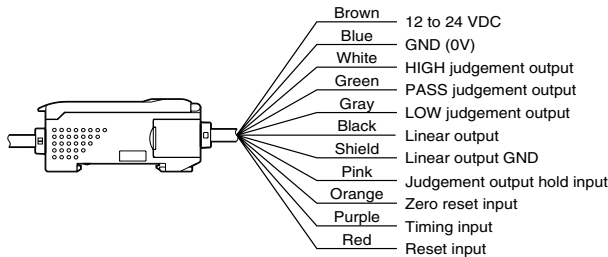 Brown 12 to 24 VDC
Blue GND (0V)
White HIGH judgement output
Green PASS judgement output
Gray LOW judgement output
Black Linear output
Shield Linear output GND
Pink Judgement output hold input
Orange Zero reset input
Purple Timing input
Red Reset input